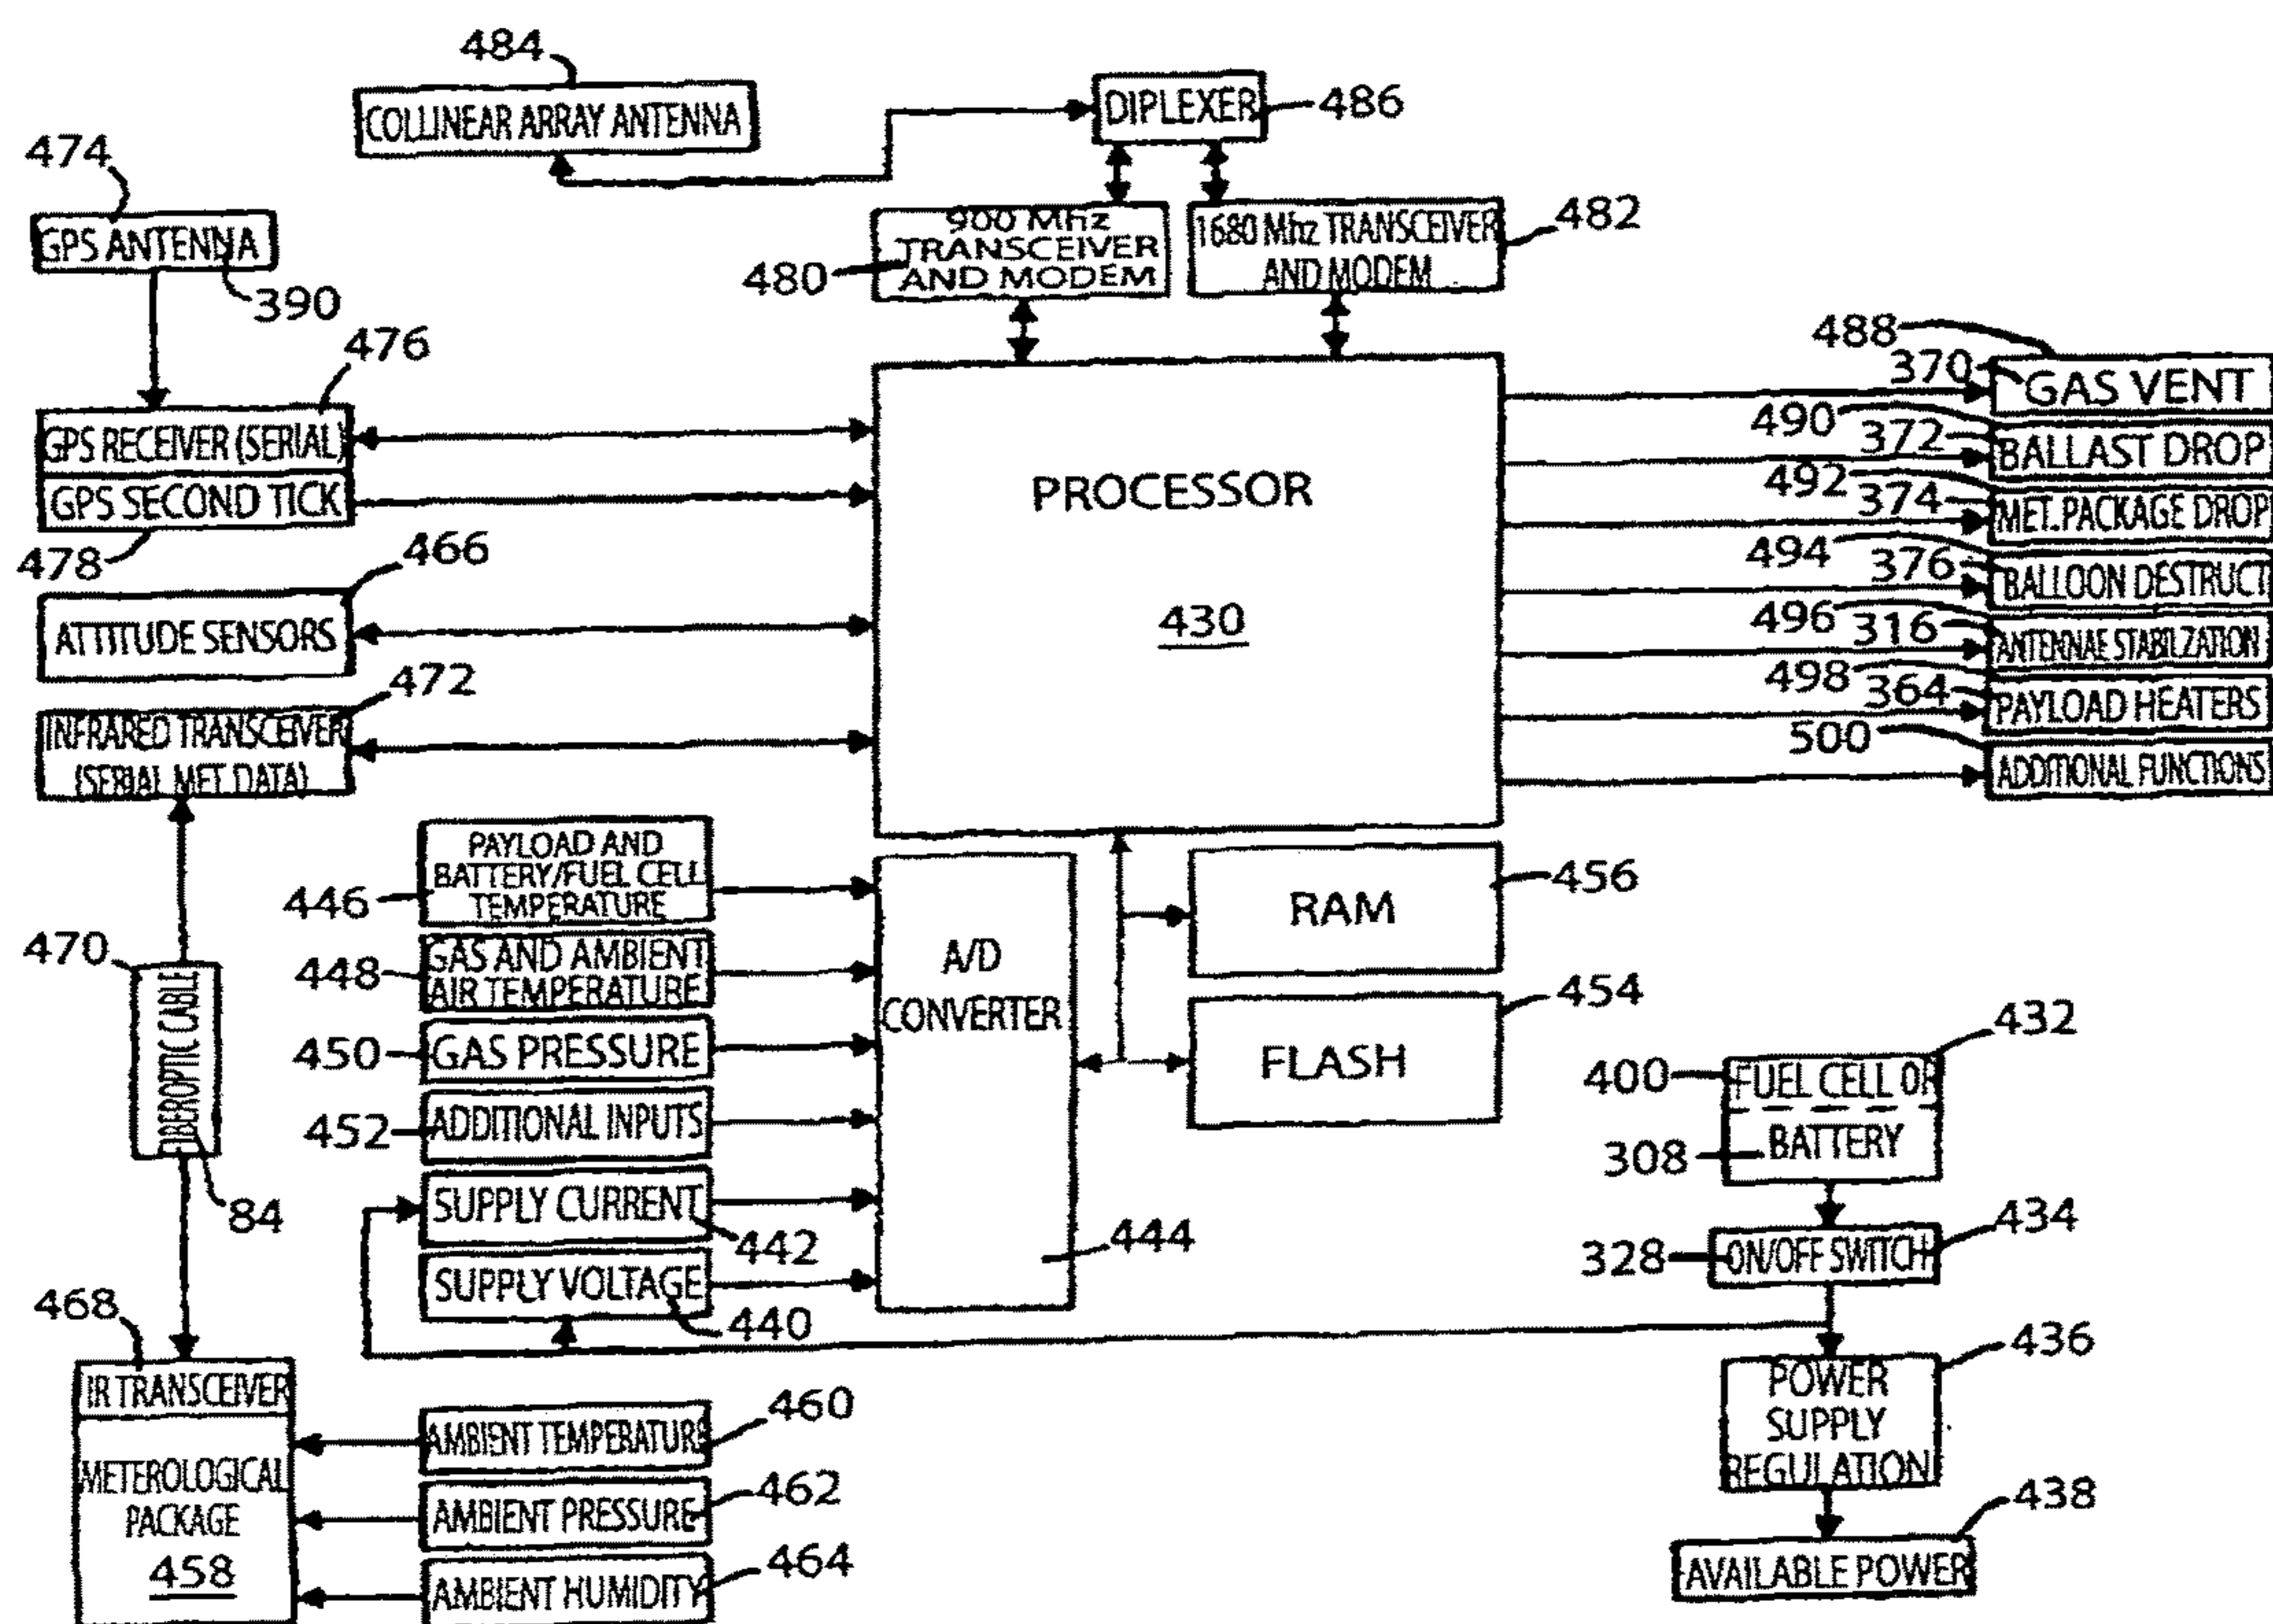 484
COLLINEAR ARRAY ANTENNA
DIPLEXER
486
474
GPS ANTENNA
390
900 Mhz
TRANSCEIVER
AND MODEM
480
1680 Mhz TRANSCEIVER
AND MODEM
482
476
GPS RECEIVER (SERIAL)
GPS SECOND TICK
478
466
ATTITUDE SENSORS
472
INFRARED TRANSCEIVER
(SERIAL MET. DATA)
PROCESSOR
430
488
370
GAS VENT
490
372
BALLAST DROP
492
374
MET. PACKAGE DROP
494
376
BALLOON DESTRUCT
496
316
ANTENNAE STABILZATION
498
364
PAYLOAD HEATERS
500
ADDITIONAL FUNCTIONS
PAYLOAD AND
BATTERY/FUEL CELL
TEMPERATURE
446
GAS AND AMBIENT
AIR TEMPERATURE
448
GAS PRESSURE
450
ADDITIONAL INPUTS
452
SUPPLY CURRENT
442
SUPPLY VOLTAGE
440
A/D
CONVERTER
444
RAM
456
FLASH
454
470
FIBEROPTIC CABLE
84
468
IR TRANSCEIVER
METEROLOGICAL
PACKAGE
458
AMBIENT TEMPERATURE
460
AMBIENT PRESSURE
462
AMBIENT HUMIDITY
464
432
400
FUEL CELL OR
BATTERY
308
434
328
ON/OFF SWITCH
436
POWER
SUPPLY
REGULATION
438
AVAILABLE POWER